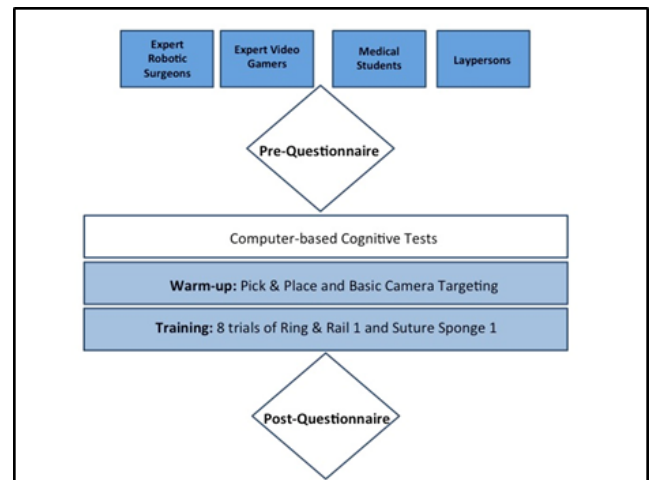 Expert
Robotic
Surgeons
Expert Video
Gamers
Medical
Students
Laypersons
Pre-Questionnaire
Computer-based Cognitive Tests
Warm-up: Pick & Place and Basic Camera Targeting
Training: 8 trials of Ring & Rail 1 and Suture Sponge 1
Post-Questionnaire